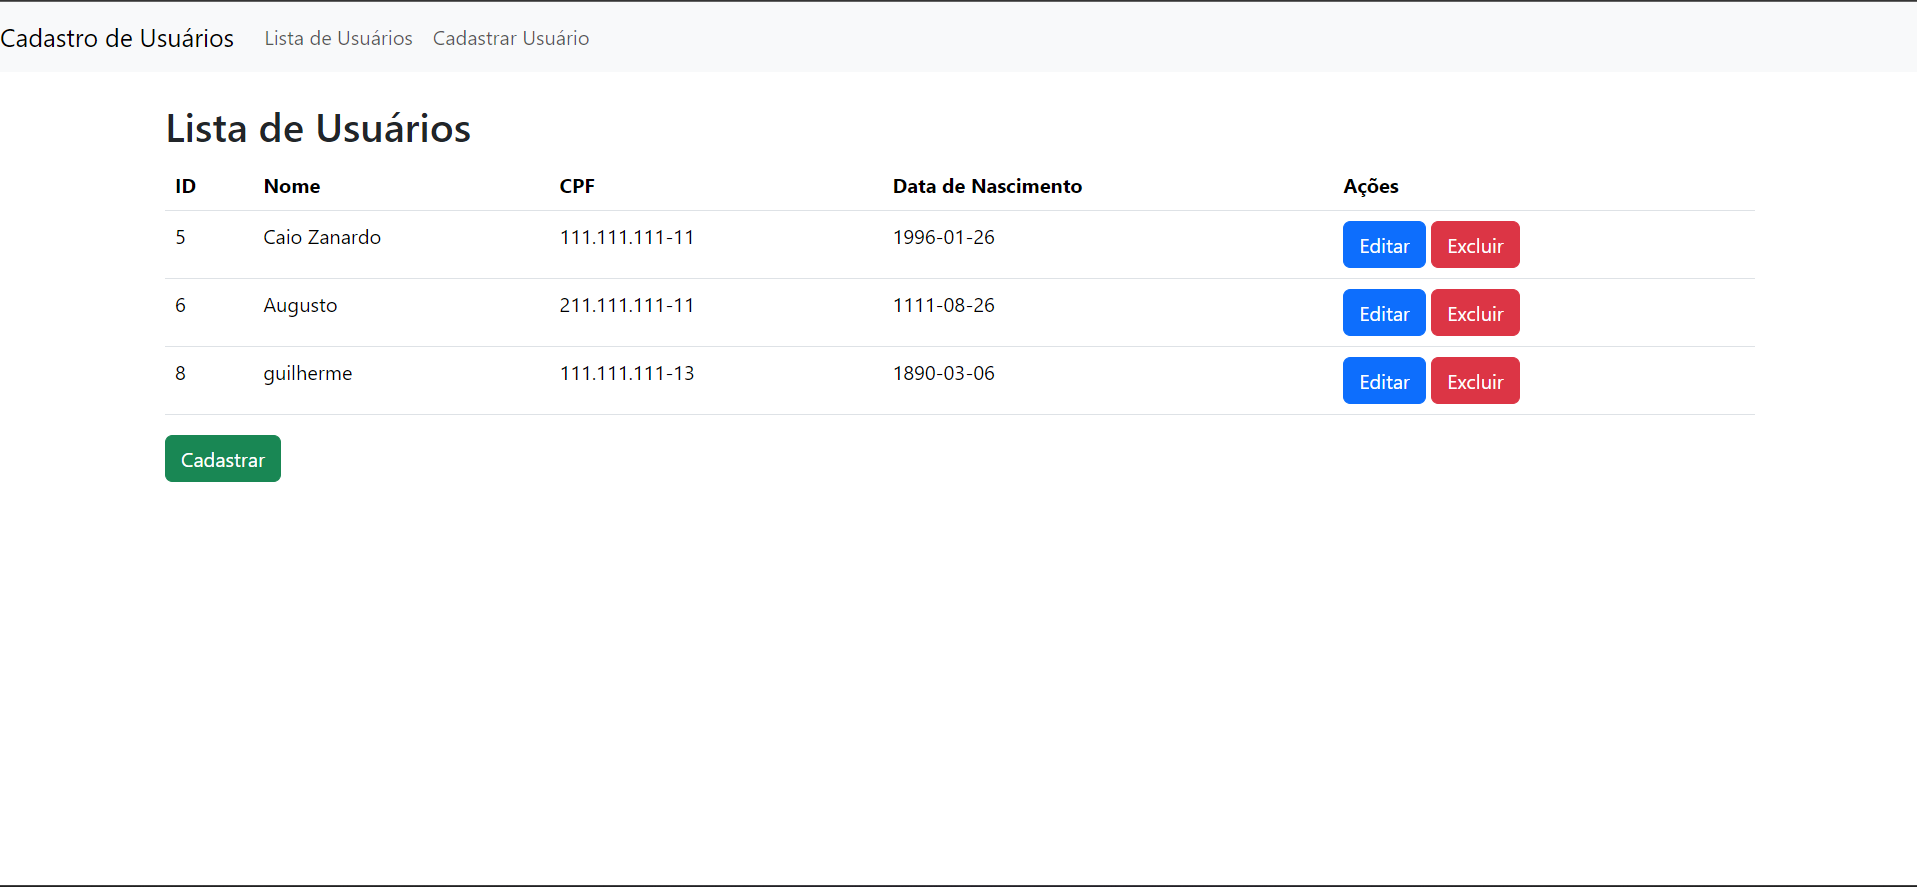 Cadastro de Usuários Lista de Usuários Cadastrar Usuário
Lista de Usuários
ID Nome CPF Data de Nascimento Ações
5 Caio Zanardo 111.111.111-11 1996-01-26 Editar Excluir
6 Augusto 211.111.111-11 1111-08-26 Editar Excluir
8 guilherme 111.111.111-13 1890-03-06 Editar Excluir
Cadastrar